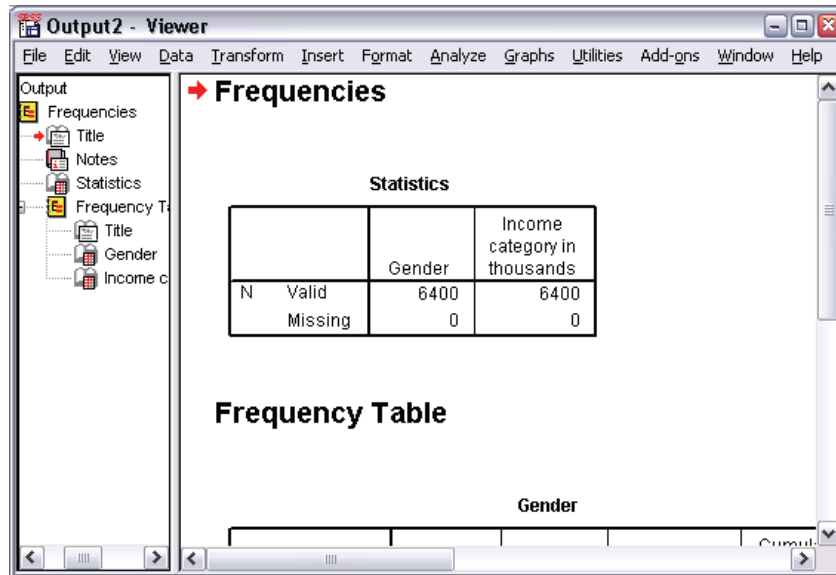 Output2 - Viewer
File Edit View Data Transform Insert Format Analyze Graphs Utilities Add-ons Window Help
Output
Frequencies
Title
Notes
Statistics
Frequency Ta
Title
Gender
Income c
Frequencies
Statistics
Gender
Income category in thousands
N Valid 6400 6400
Missing 0 0
Frequency Table
Gender